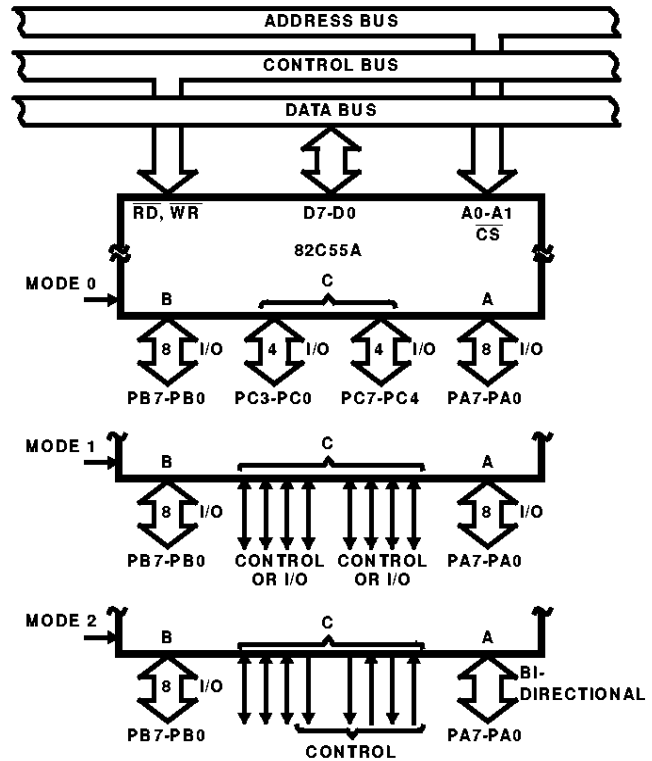 ADDRESS BUS
CONTROL BUS
DATA BUS
RD, WR D7-D0 A0-A1
CS
82C55A
MODE 0
B C A
8 I/O 4 I/O 4 I/O 8 I/O
PB7-PB0 PC3-PC0 PC7-PC4 PA7-PA0
MODE 1
B C A
8 I/O 8 I/O
PB7-PB0 CONTROL CONTROL PA7-PA0
OR I/O OR I/O
MODE 2
B C A
8 I/O BI-
DIRECTIONAL
PB7-PB0 PA7-PA0
CONTROL